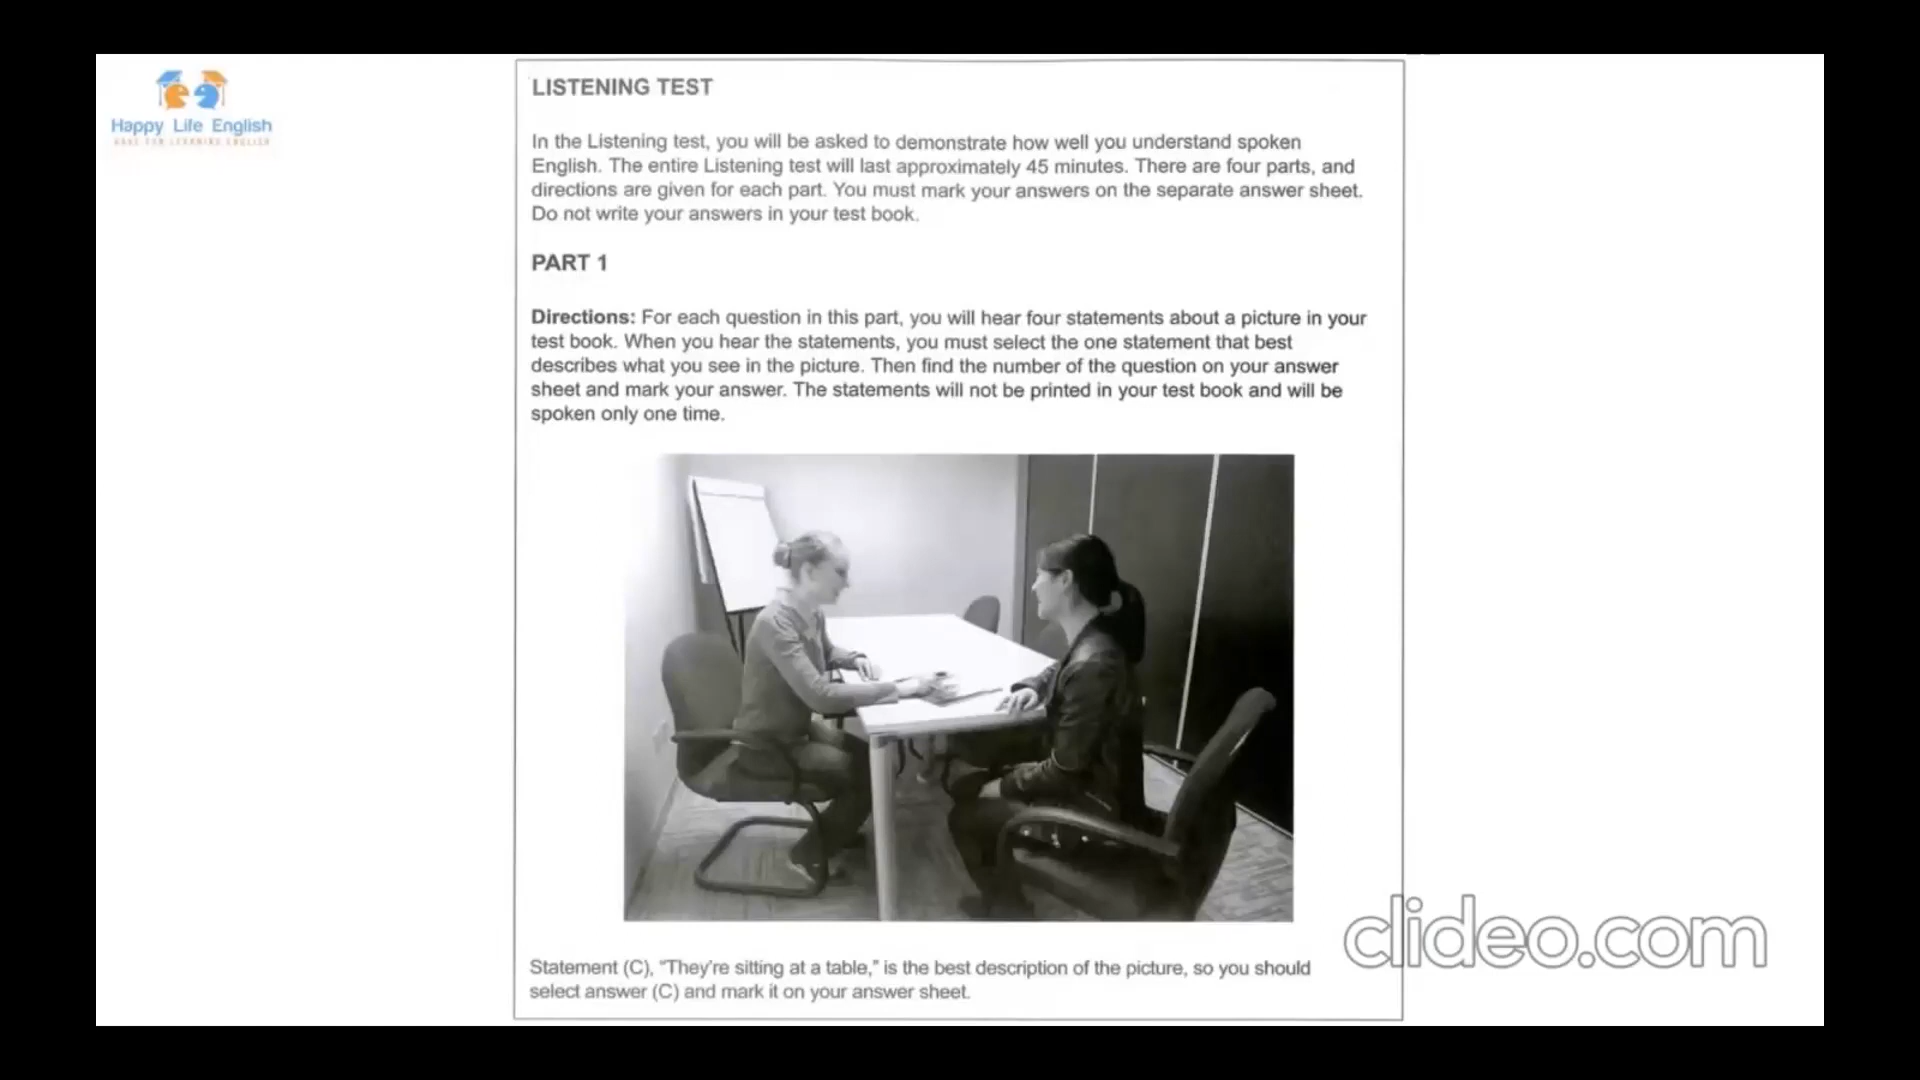 Happy Life English
LISTENING TEST
In the Listening test, you will be asked to demonstrate how well you understand spoken
English. The entire Listening test will last approximately 45 minutes. There are four parts, and
directions are given for each part. You must mark your answers on the separate answer sheet.
Do not write your answers in your test book.
PART 1
Directions: For each question in this part, you will hear four statements about a picture in your
test book. When you hear the statements, you must select the one statement that best
describes what you see in the picture. Then find the number of the question on your answer
sheet and mark your answer. The statements will not be printed in your test book and will be
spoken only one time.
Statement (C), “They're sitting at a table,” is the best description of the picture, so you should
select answer (C) and mark it on your answer sheet.
clideo.com